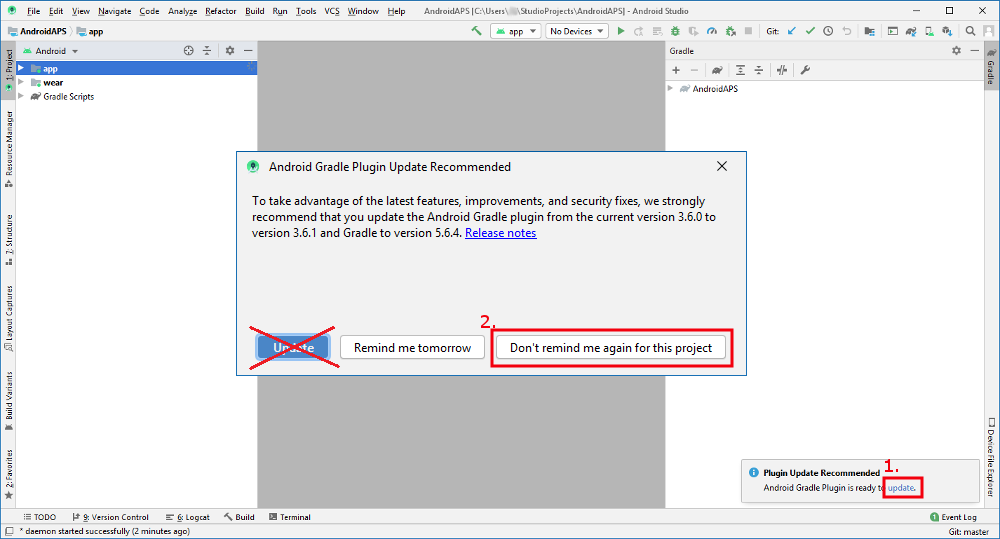 File Edit View Navigate Code Analyze Refactor Build Run Tools VCS Window Help AndroidAPS [C:\Users\ \StudioProjects\AndroidAPS] - Android Studio
AndroidAPS app
app No Devices Git:
1: Project
Resource Manager
7: Structure
Layout Captures
Build Variants
2: Favorites
Android
app
wear
Gradle Scripts
Gradle
AndroidAPS
Gradle
Device File Explorer
Android Gradle Plugin Update Recommended
To take advantage of the latest features, improvements, and security fixes, we strongly
recommend that you update the Android Gradle plugin from the current version 3.6.0 to
version 3.6.1 and Gradle to version 5.6.4. Release notes
2.
Update Remind me tomorrow Don't remind me again for this project
1.
Plugin Update Recommended
Android Gradle Plugin is ready to update.
TODO 9: Version Control 6: Logcat Build Terminal 1 Event Log
* daemon started successfully (2 minutes ago) Git: master